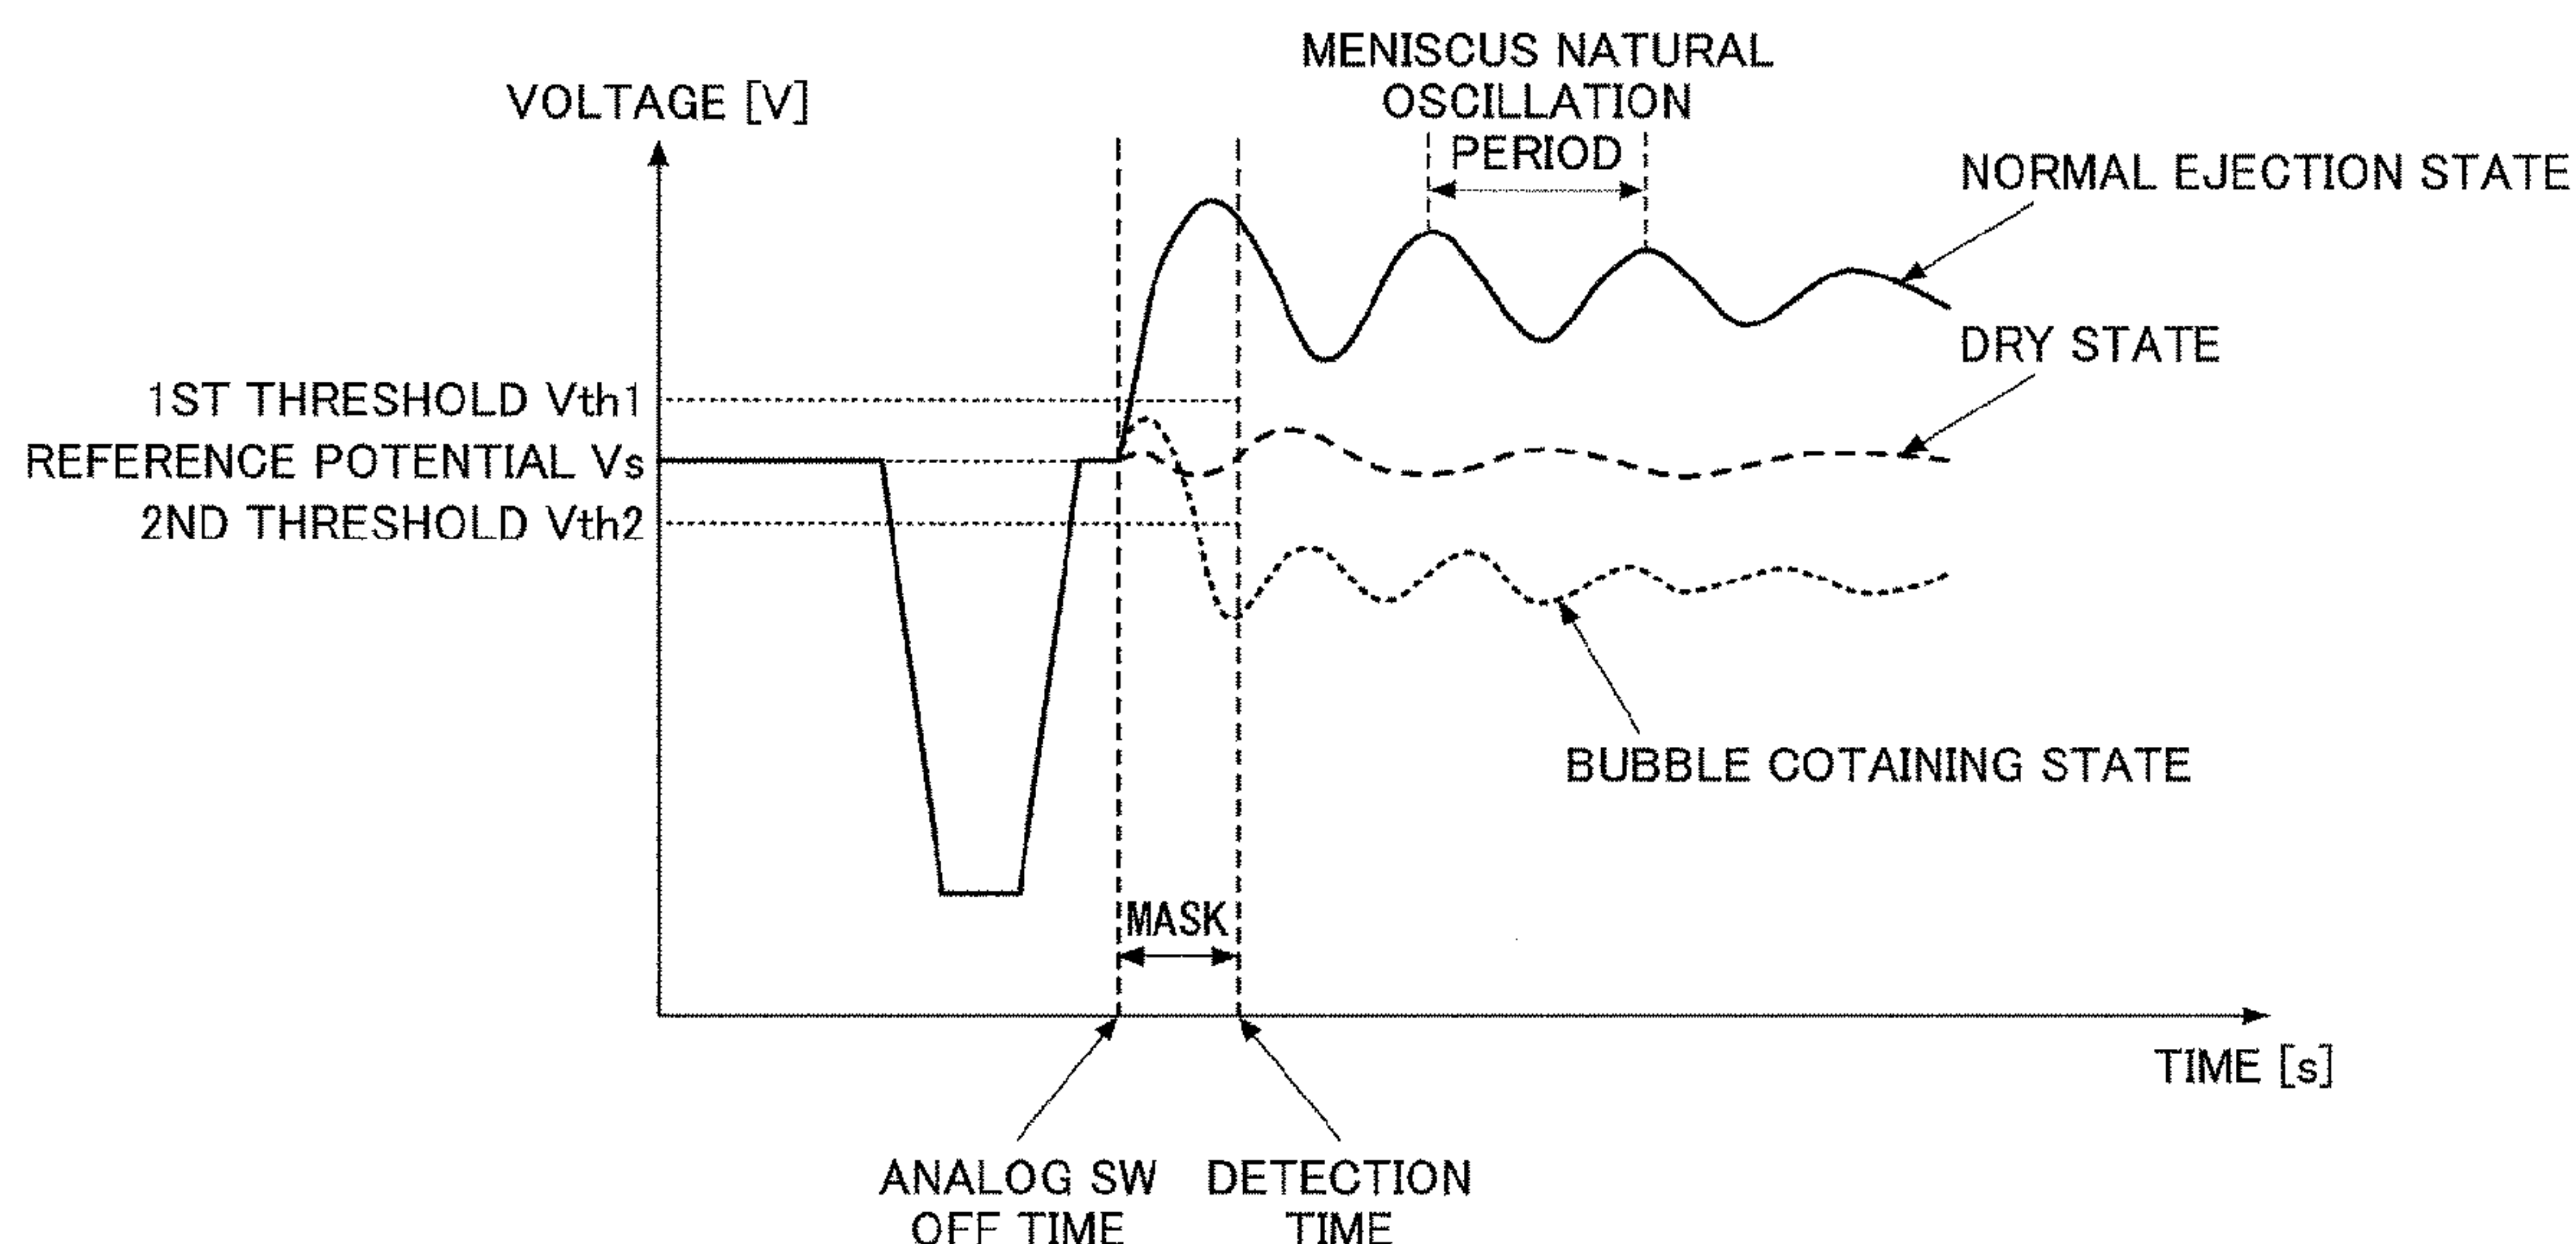 MENISCUS NATURAL
OSCILLATION
PERIOD
VOLTAGE [V]
NORMAL EJECTION STATE
DRY STATE
1ST THRESHOLD Vth1
REFERENCE POTENTIAL Vs
2ND THRESHOLD Vth2
BUBBLE COTAINING STATE
MASK
TIME [s]
ANALOG SW
OFF TIME
DETECTION
TIME